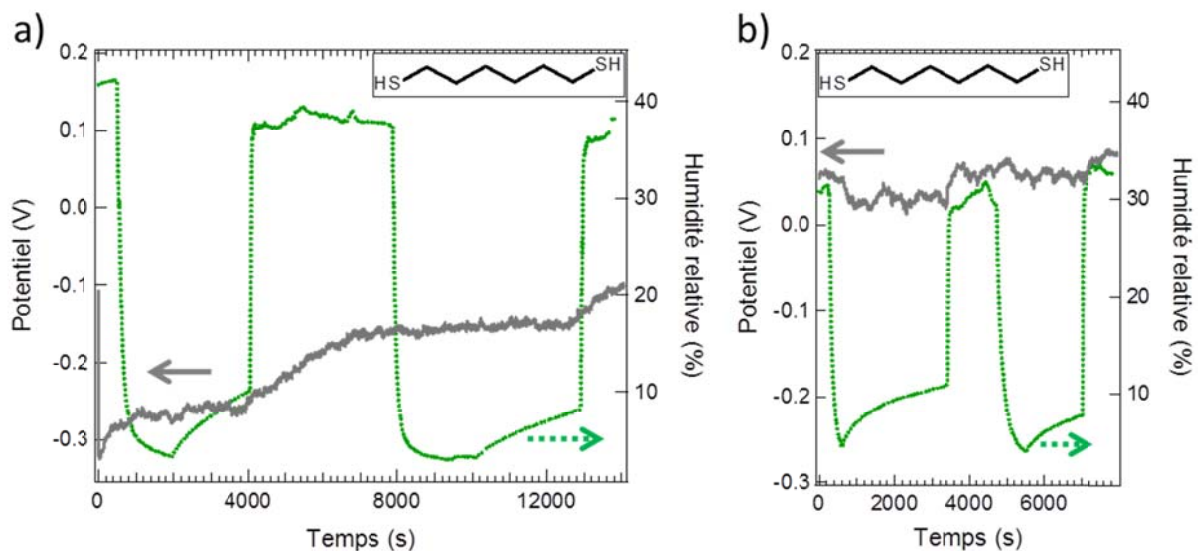 a)
0.2
0.1
0.0
-0.1
-0.2
-0.3
Potentiel (V)
HS
SH
40
30
20
10
Humidité relative (%)
0
4000
8000
12000
Temps (s)
b)
0.2
0.1
0.0
-0.1
-0.2
-0.3
Potentiel (V)
HS
SH
40
30
20
10
Humidté relative (%)
0
2000
4000
6000
Temps (s)